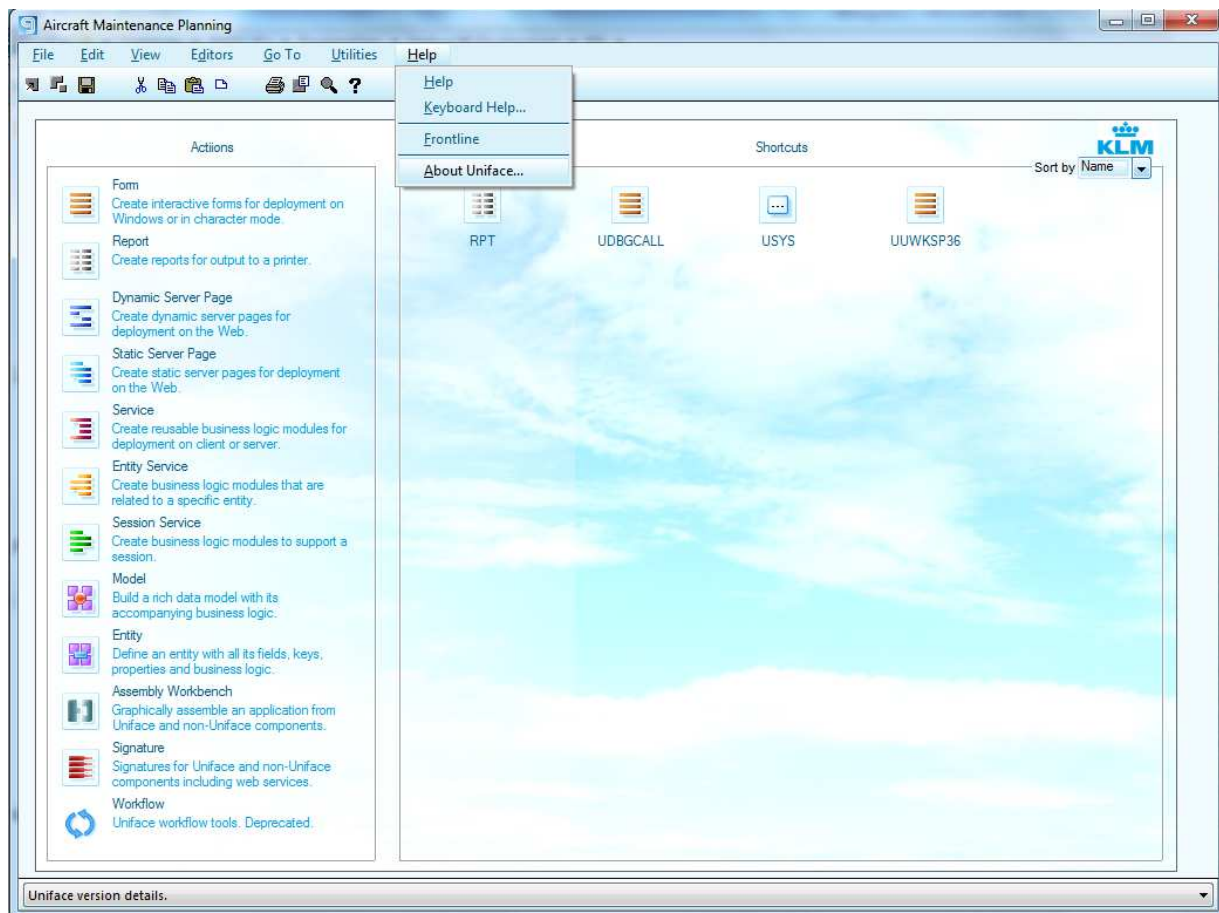 Aircraft Maintenance Planning
File Edit View Editors Go To Utilities Help
Help
Keyboard Help...
Frontline
About Uniface...
Actiions
Shortcuts
KLM
Sort by Name
Form
Create interactive forms for deployment on
Windows or in character mode.
Report
Create reports for output to a printer.
Dynamic Server Page
Create dynamic server pages for
deployment on the Web.
Static Server Page
Create static server pages for deployment
on the Web.
Service
Create reusable business logic modules for
deployment on client or server.
Entity Service
Create business logic modules that are
related to a specific entity.
Session Service
Create business logic modules to support a
session.
Model
Build a rich data model with its
accompanying business logic.
Entity
Define an entity with all its fields, keys,
properties and business logic.
Assembly Workbench
Graphically assemble an application from
Uniface and non-Uniface components.
Signature
Signatures for Uniface and non-Uniface
components including web services.
Workflow
Uniface workflow tools. Deprecated.
RPT UDBGCALL USYS UUWKSP36
Uniface version details.